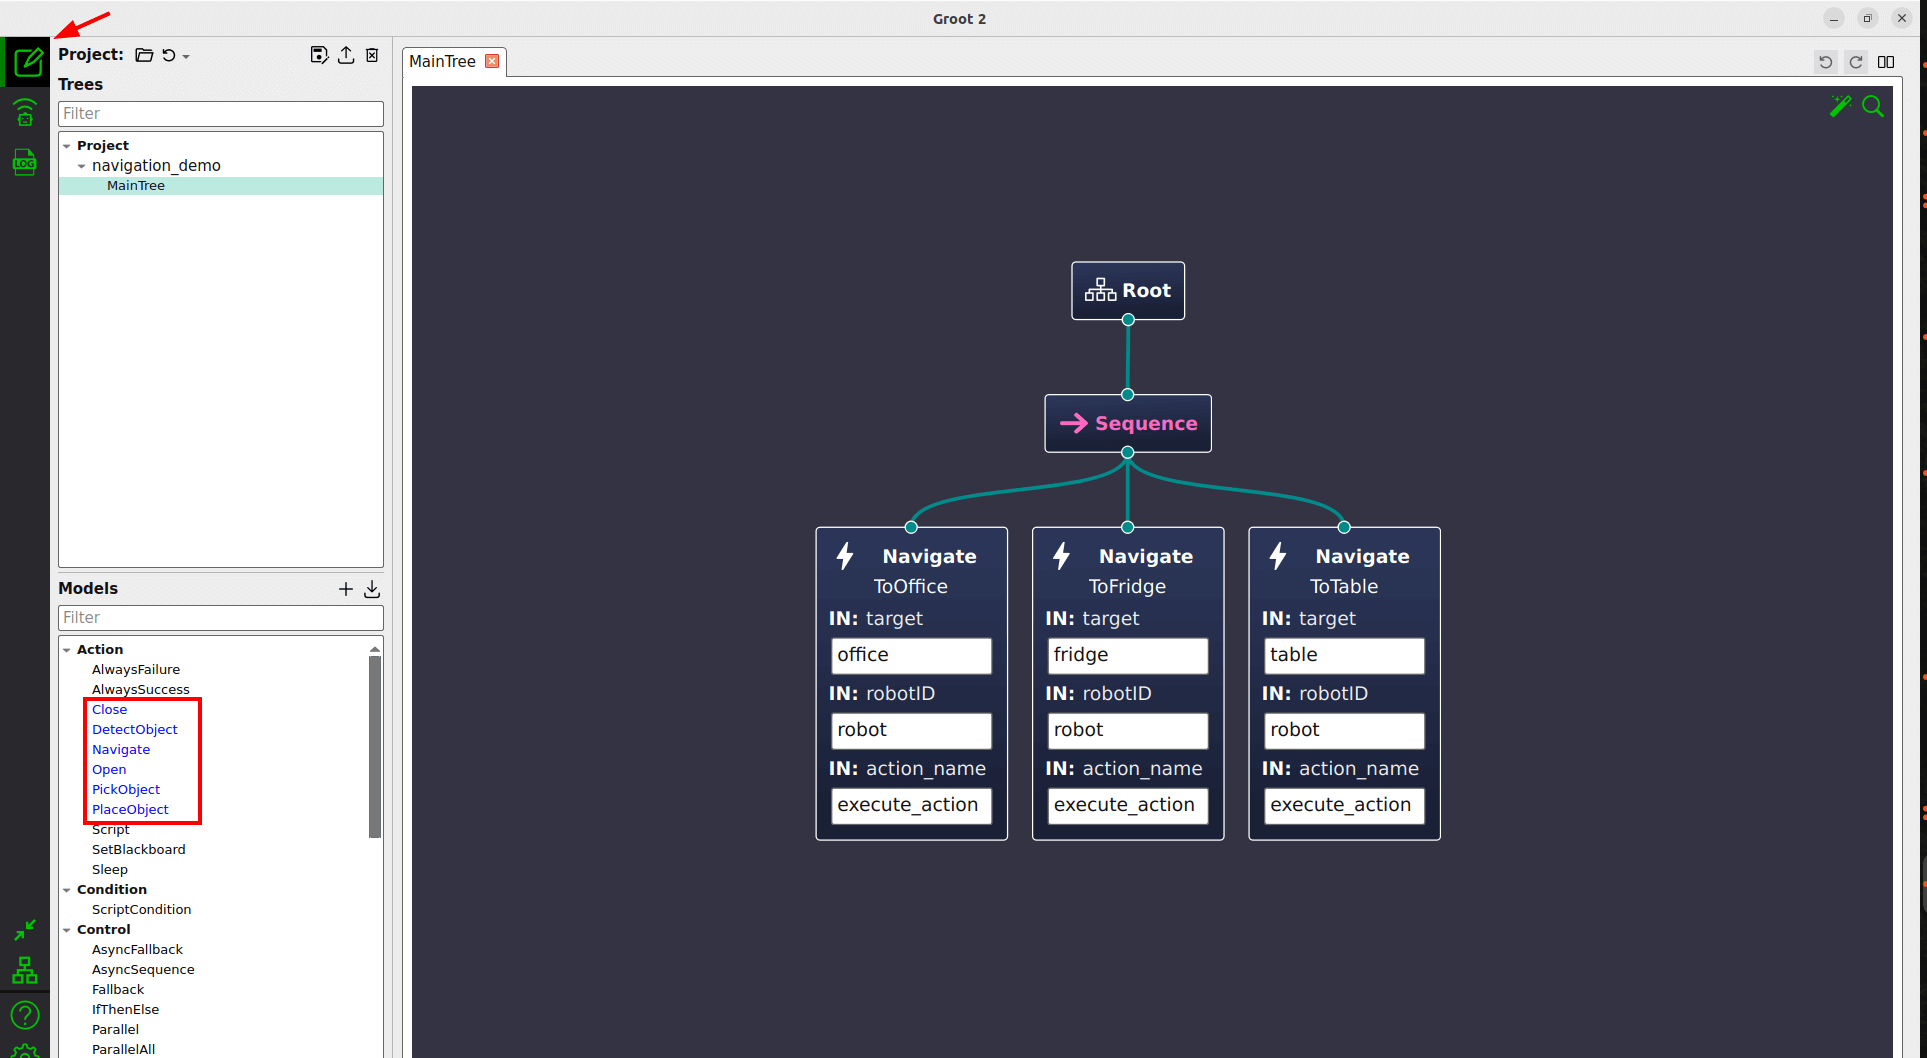 Groot 2
Project:
Trees
Filter
Project
navigation_demo
MainTree
Models
Filter
Action
AlwaysFailure
AlwaysSuccess
Close
DetectObject
Navigate
Open
PickObject
PlaceObject
Script
SetBlackboard
Sleep
Condition
ScriptCondition
Control
AsyncFallback
AsyncSequence
Fallback
IfThenElse
Parallel
ParallelAll
LOG
MainTree
Root
Sequence
Navigate
ToOffice
IN: target
office
IN: robotID
robot
IN: action_name
execute_action
Navigate
ToFridge
IN: target
fridge
IN: robotID
robot
IN: action_name
execute_action
Navigate
ToTable
IN: target
table
IN: robotID
robot
IN: action_name
execute_action